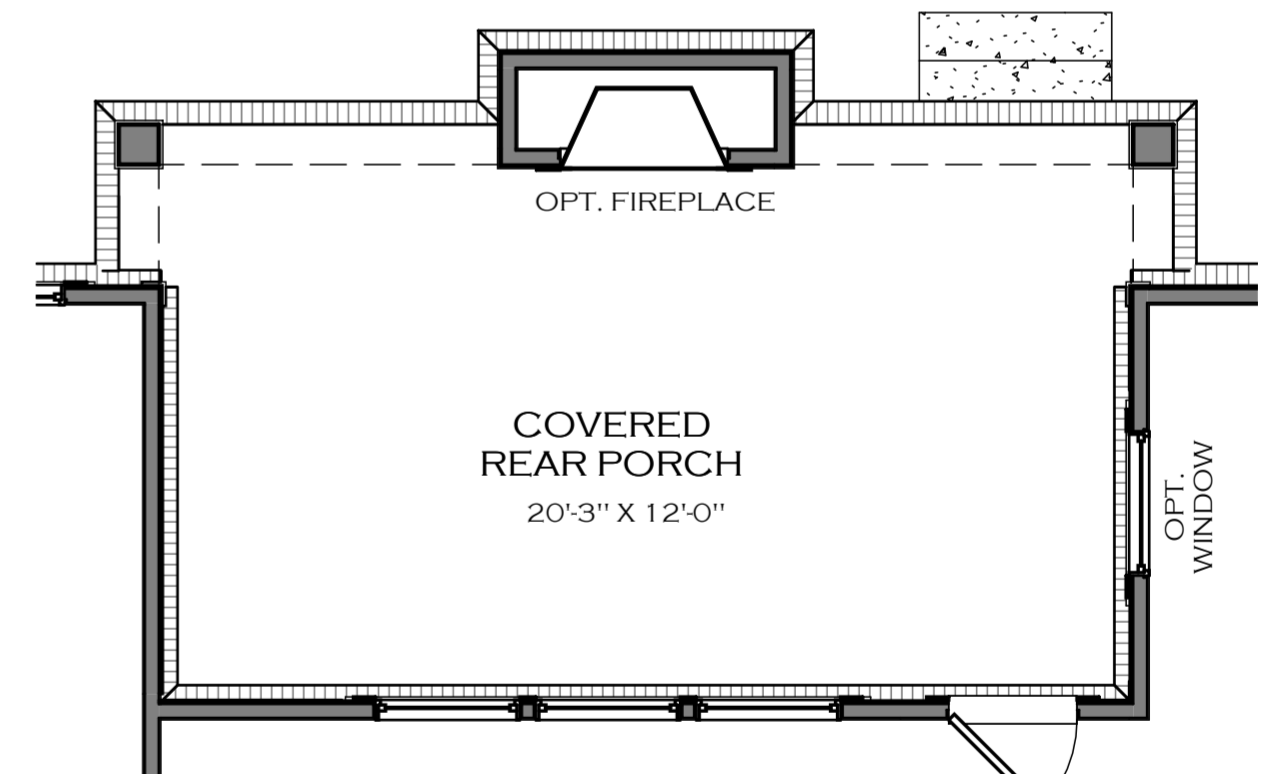 OPT. FIREPLACE
COVERED
REAR PORCH
20'-3" X 12'-0"
OPT.
WINDOW